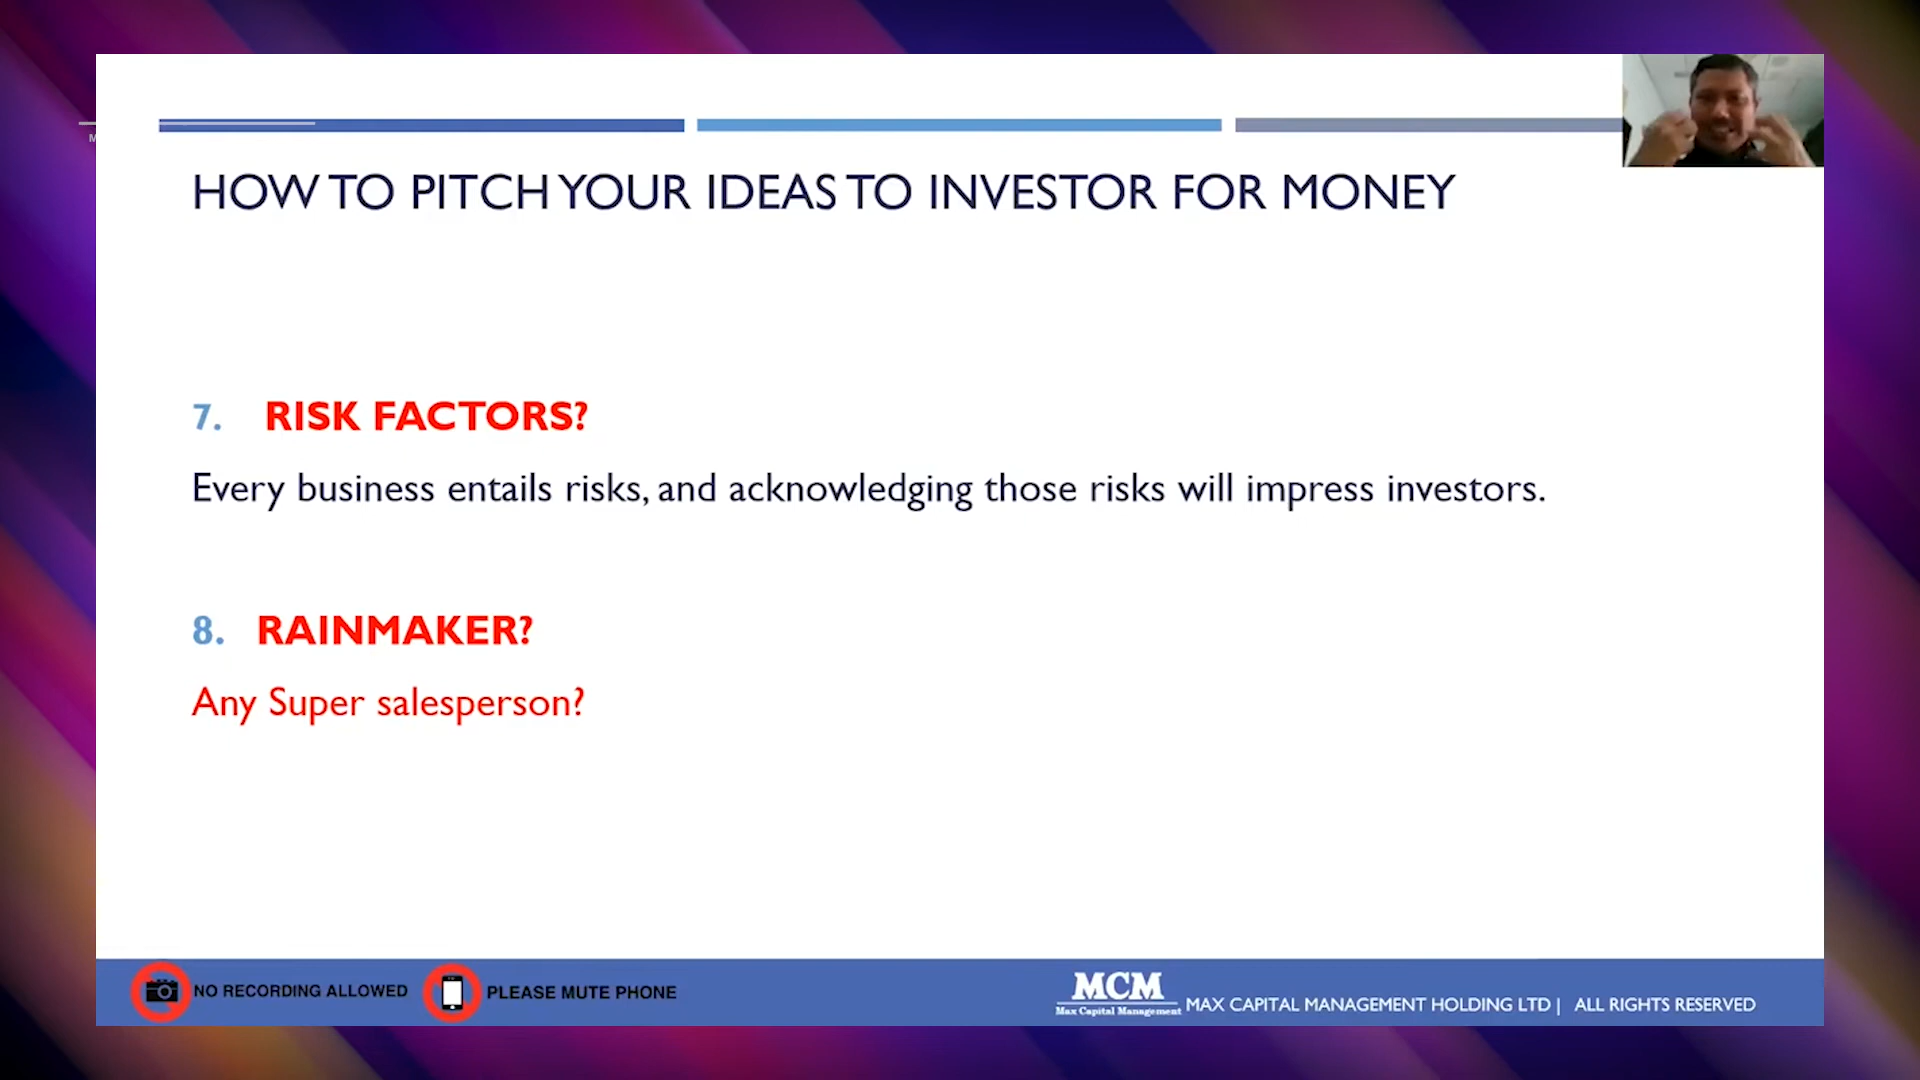 M
HOW TO PITCH YOUR IDEAS TO INVESTOR FOR MONEY
7. RISK FACTORS?
Every business entails risks, and acknowledging those risks will impress investors.
8. RAINMAKER?
Any Super salesperson?
NO RECORDING ALLOWED
PLEASE MUTE PHONE
MCM
Max Capital Management
MAX CAPITAL MANAGEMENT HOLDING LTD | ALL RIGHTS RESERVED